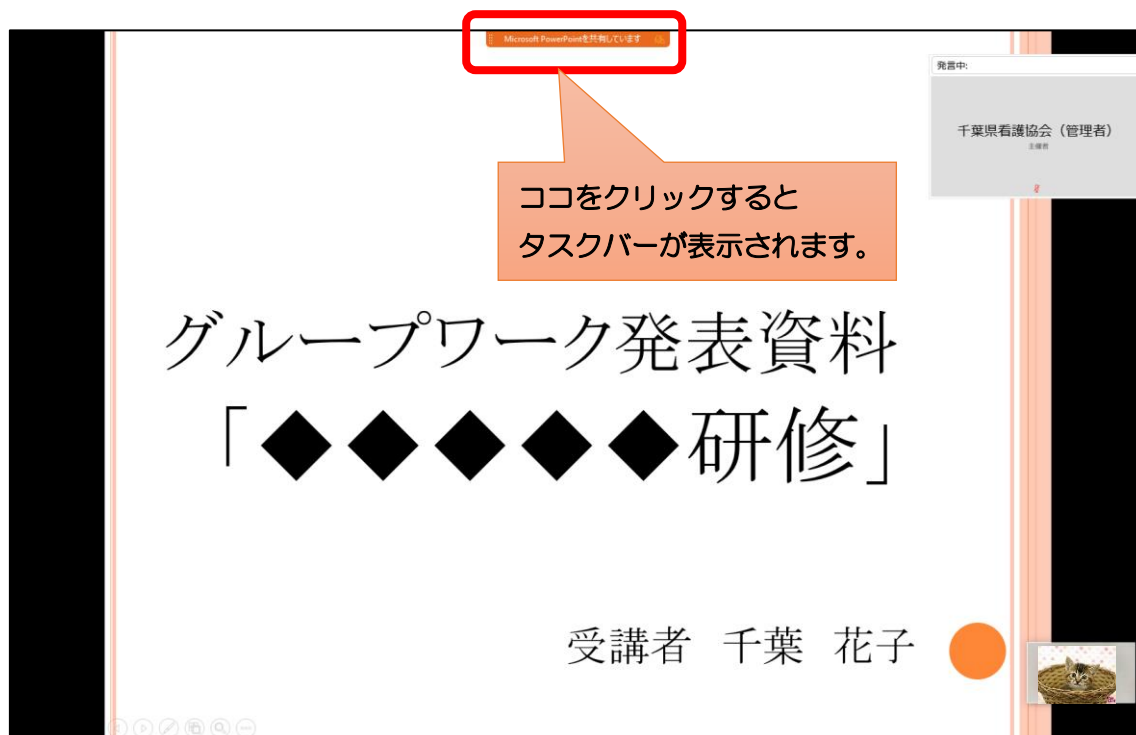 Microsoft PowerPointを共有しています
発言中:
千葉県看護協会（管理者）
主催者
ココをクリックすると
タスクバーが表示されます。
グループワーク発表資料
「◆◆◆◆◆研修」
受講者　千葉　花子